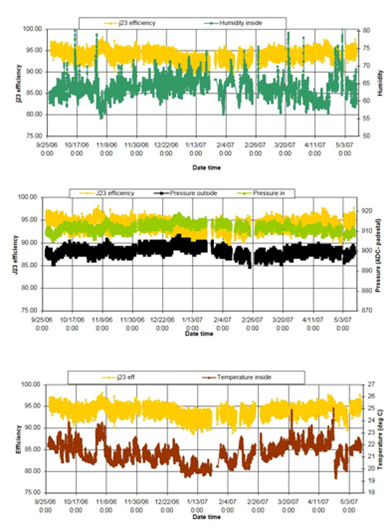 j23 efficiency Humidity inside
100.00 80
95.00 75
90.00 70
85.00 65
80.00 60
75.00 55
50
j23 efficiency
Humidity
9/25/06 10/17/06 11/8/06 11/30/06 12/22/06 1/13/07 2/4/07 2/26/07 3/20/07 4/11/07 5/3/07
0:00 0:00 0:00 0:00 0:00 0:00 0:00 0:00 0:00 0:00 0:00
Date time
J23 efficiency Pressure outside Pressure in
100.00 920
95.00 910
90.00 900
85.00 890
80.00 880
75.00 870
J23 efficiency
Pressure (ADC- padestal)
9/25/06 10/17/06 11/8/06 11/30/06 12/22/06 1/13/07 2/4/07 2/26/07 3/20/07 4/11/07 5/3/07
0:00 0:00 0:00 0:00 0:00 0:00 0:00 0:00 0:00 0:00 0:00
Date time
j23 eff Temperature inside
100.00 27
95.00 26
90.00 25
85.00 24
80.00 23
75.00 22
21
20
19
18
Efficiency
Temperature (deg C)
9/25/06 10/17/06 11/8/06 11/30/06 12/22/06 1/13/07 2/4/07 2/26/07 3/20/07 4/11/07 5/3/07
0:00 0:00 0:00 0:00 0:00 0:00 0:00 0:00 0:00 0:00 0:00
Date time